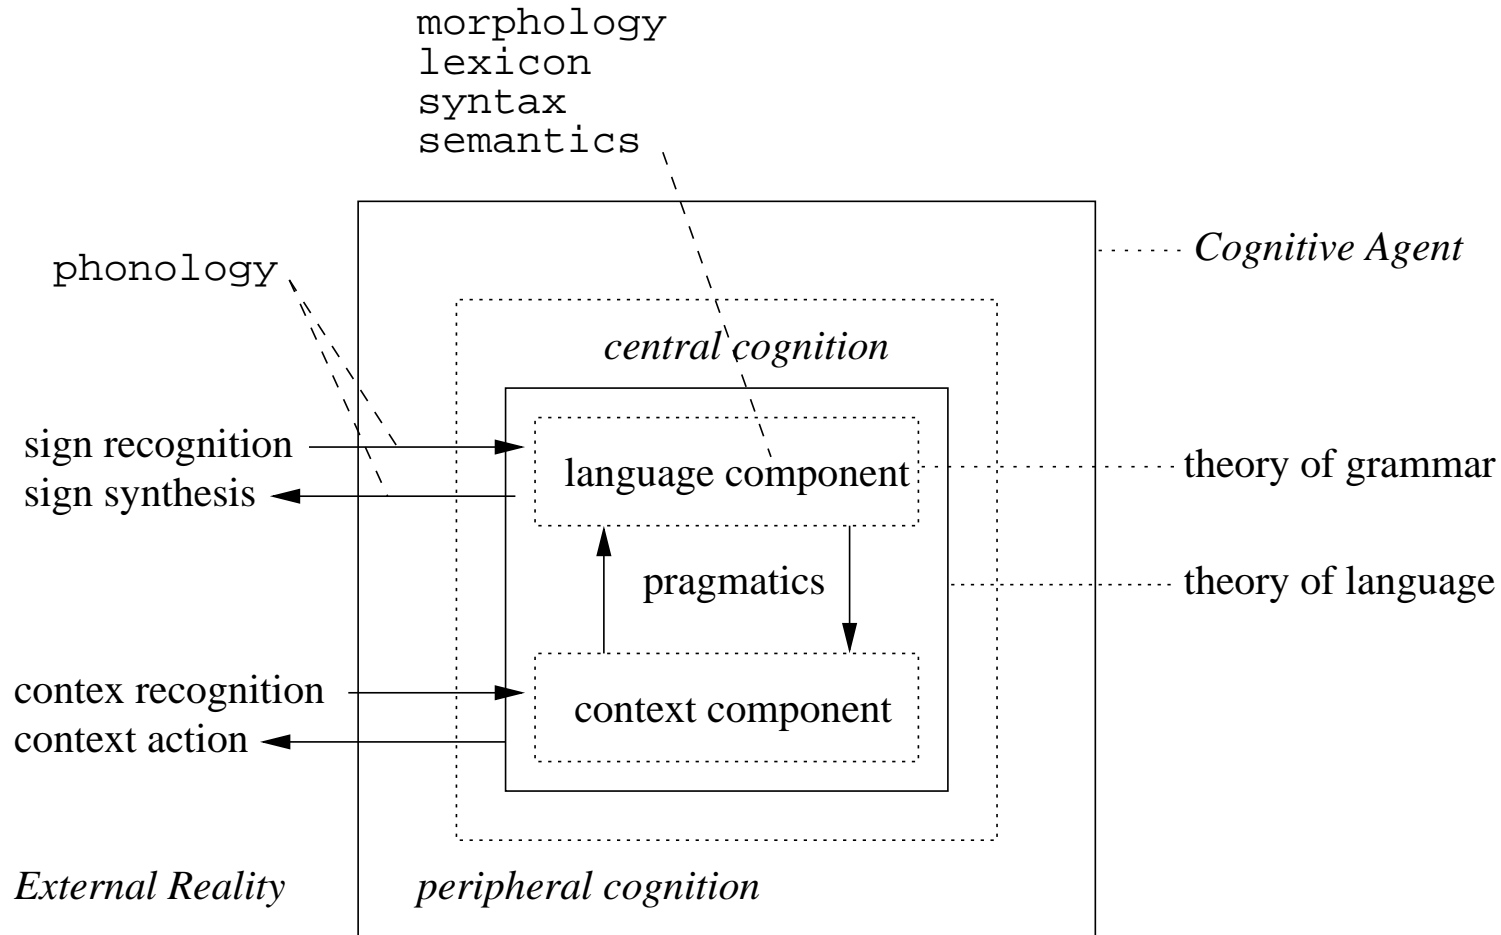 morphology
lexicon
syntax
semantics
Cognitive Agent
phonology
central cognition
sign recognition
sign synthesis
language component
theory of grammar
pragmatics
theory of language
contex recognition
context action
context component
External Reality
peripheral cognition